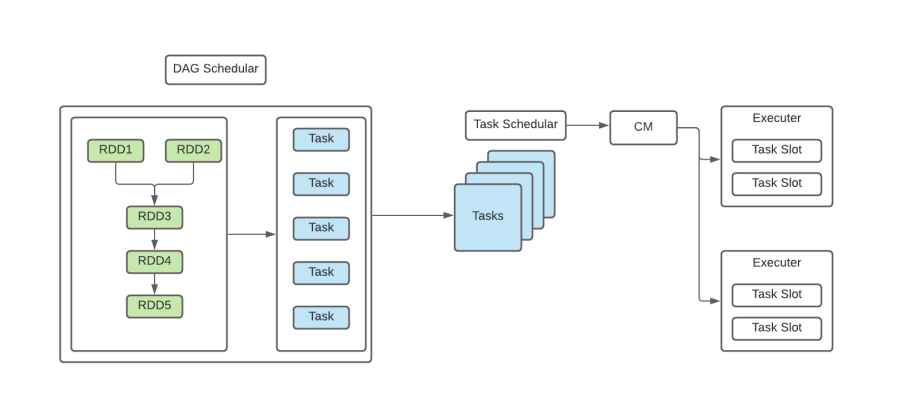 DAG Schedular
RDD1
RDD2
RDD3
RDD4
RDD5
Task
Task
Task
Task
Task
Tasks
Task Schedular
CM
Executer
Task Slot
Task Slot
Executer
Task Slot
Task Slot